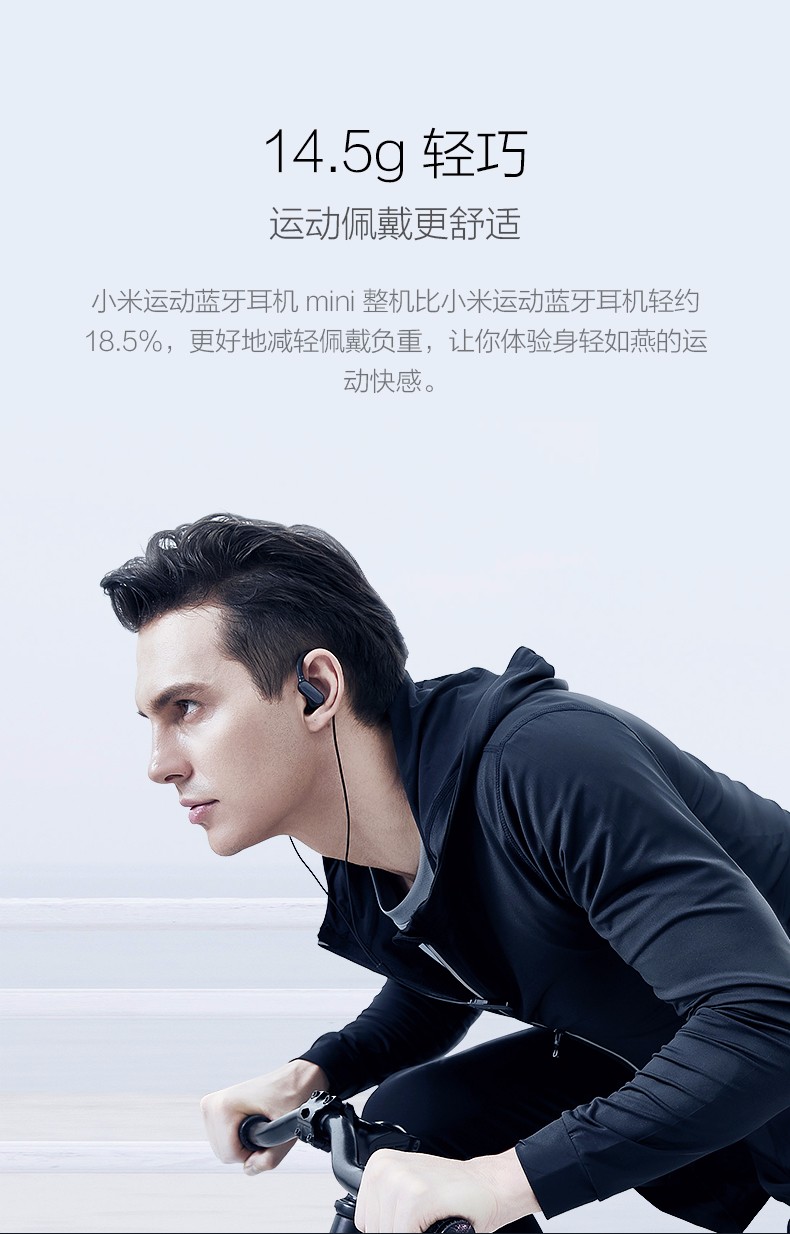 14.5g 轻巧
运动佩戴更舒适
小米运动蓝牙耳机 mini 整机比小米运动蓝牙耳机轻约
18.5%，更好地减轻佩戴负重，让你体验身轻如燕的运
动快感。